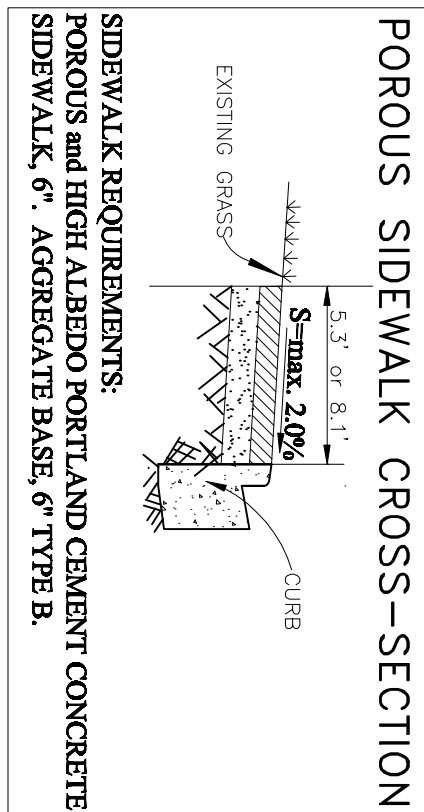 POROUS SIDEWALK CROSS-SECTION
5.3' or 8.1'
S=max. 2.0%
EXISTING GRASS
CURB
SIDEWALK REQUIREMENTS:
POROUS and HIGH ALBEDO PORTLAND CEMENT CONCRETE
SIDEWALK, 6". AGGREGATE BASE, 6" TYPE B.